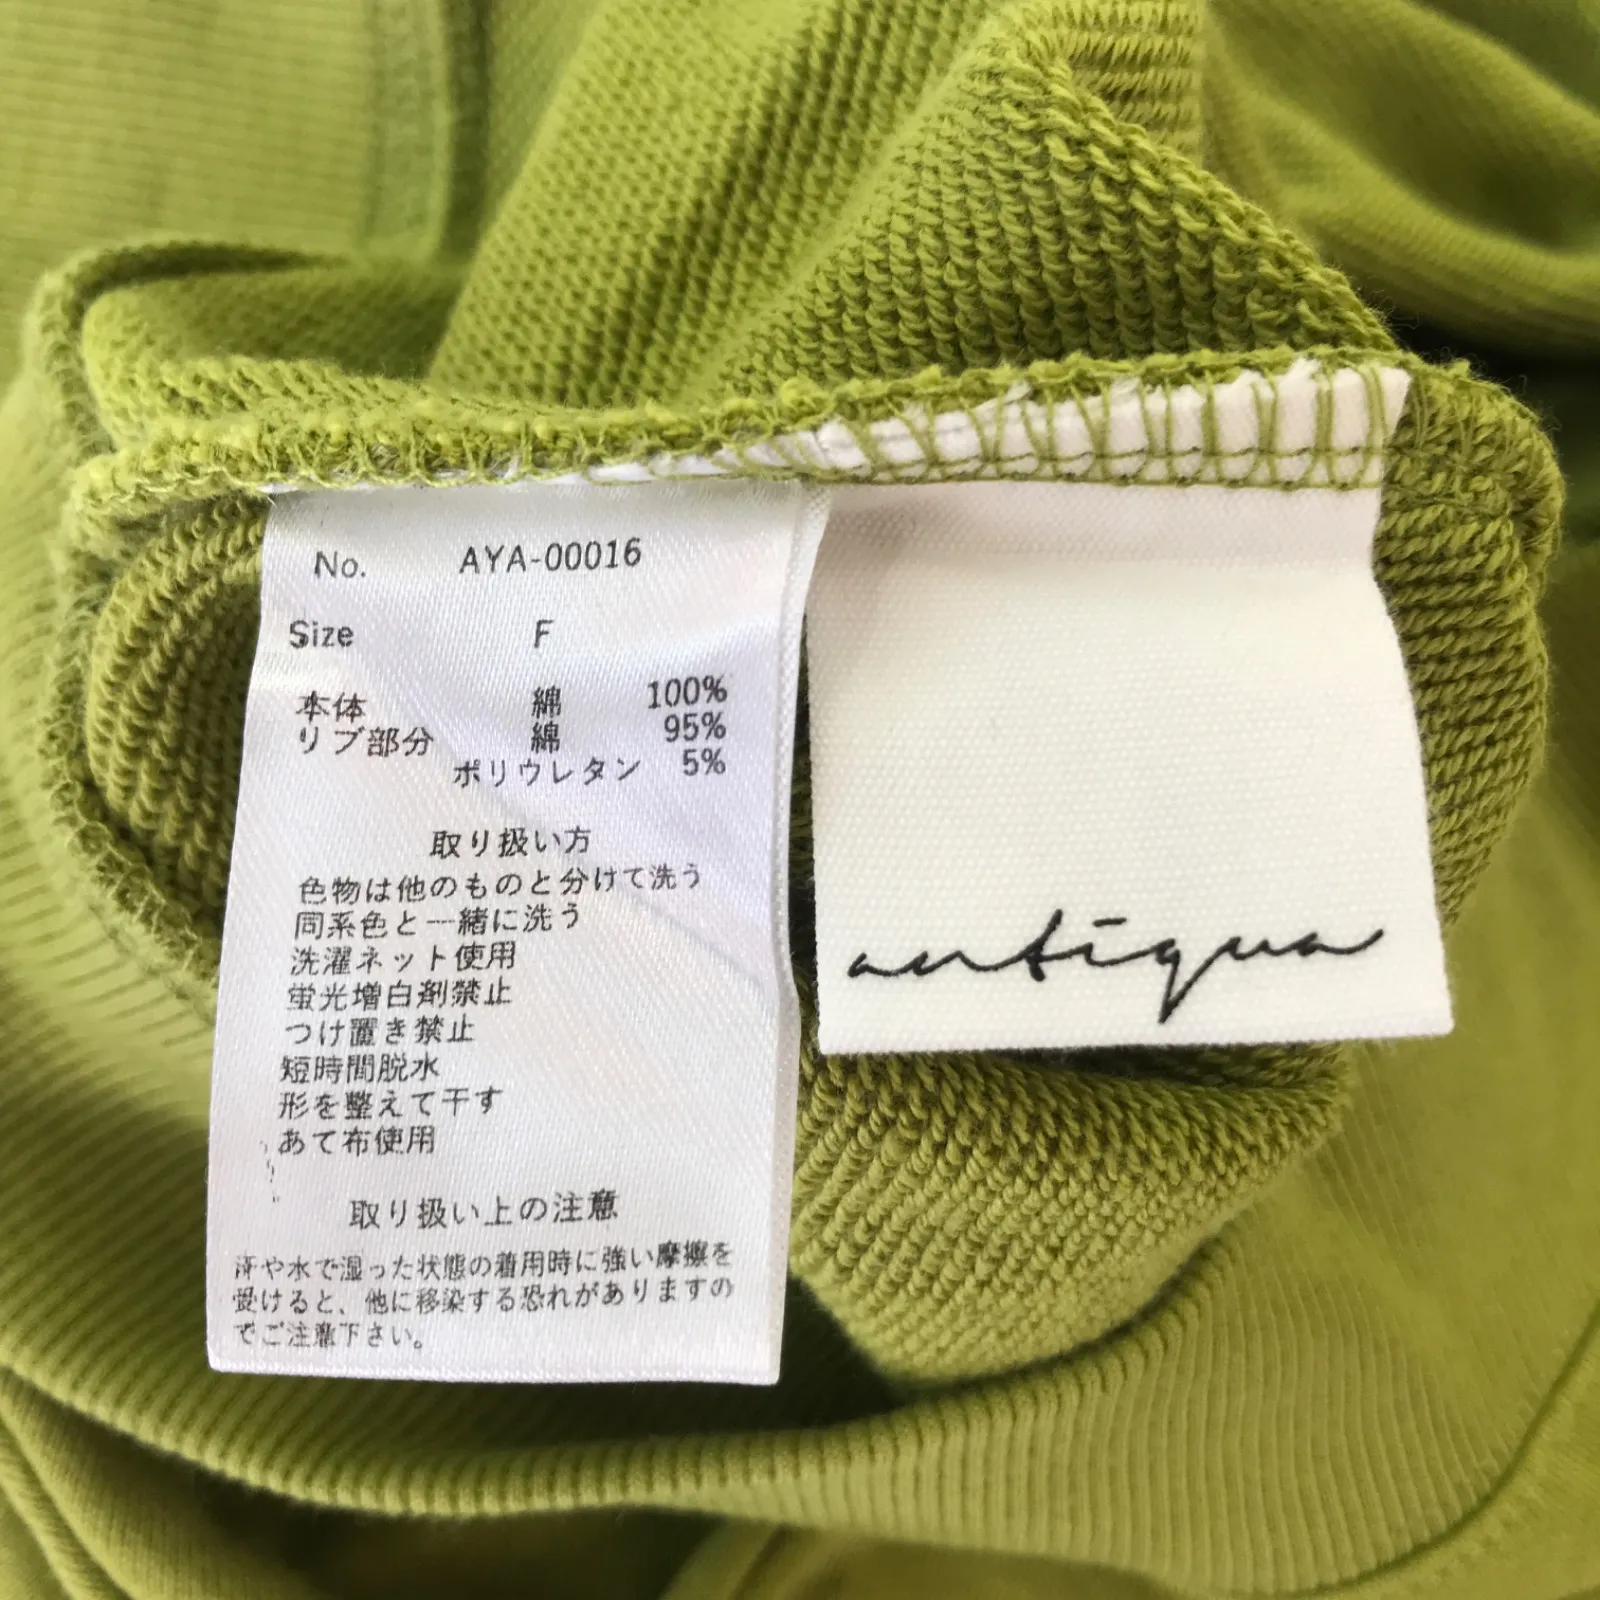 No. AYA-00016
Size F
本体 綿 100%
リブ部分 綿 95%
ポリウレタン 5%
取り扱い方
色物は他のものと分けて洗う
同系色と一緒に洗う
洗濯ネット使用
蛍光増白剤禁止
つけ置き禁止
短時間脱水
形を整えて干す
あて布使用
取り扱い上の注意
汗や水で湿った状態の着用時に強い摩擦を
受けると、他に移染する恐れがありますの
でご注意下さい。
antiqua